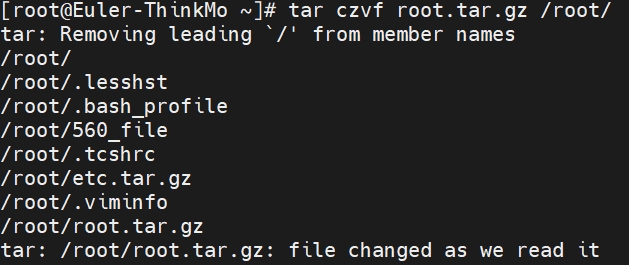 [root@Euler-ThinkMo ~]# tar czvf root.tar.gz /root/
tar: Removing leading `/' from member names
/root/
/root/.lesshst
/root/.bash_profile
/root/560_file
/root/.tcshrc
/root/etc.tar.gz
/root/.viminfo
/root/root.tar.gz
tar: /root/root.tar.gz: file changed as we read it